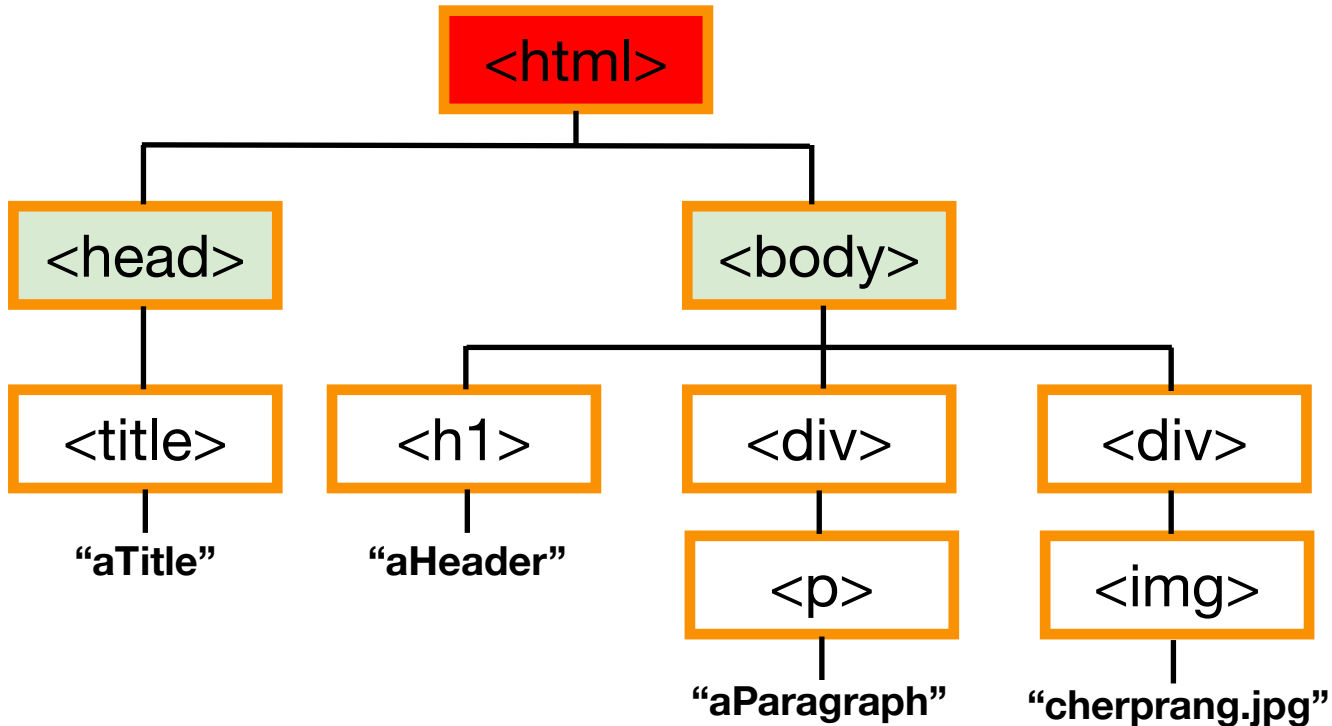 <html>
<head> <body>
<title> <h1> <div> <div>
“aTitle” “aHeader”
<p> <img>
“aParagraph” “cherprang.jpg”